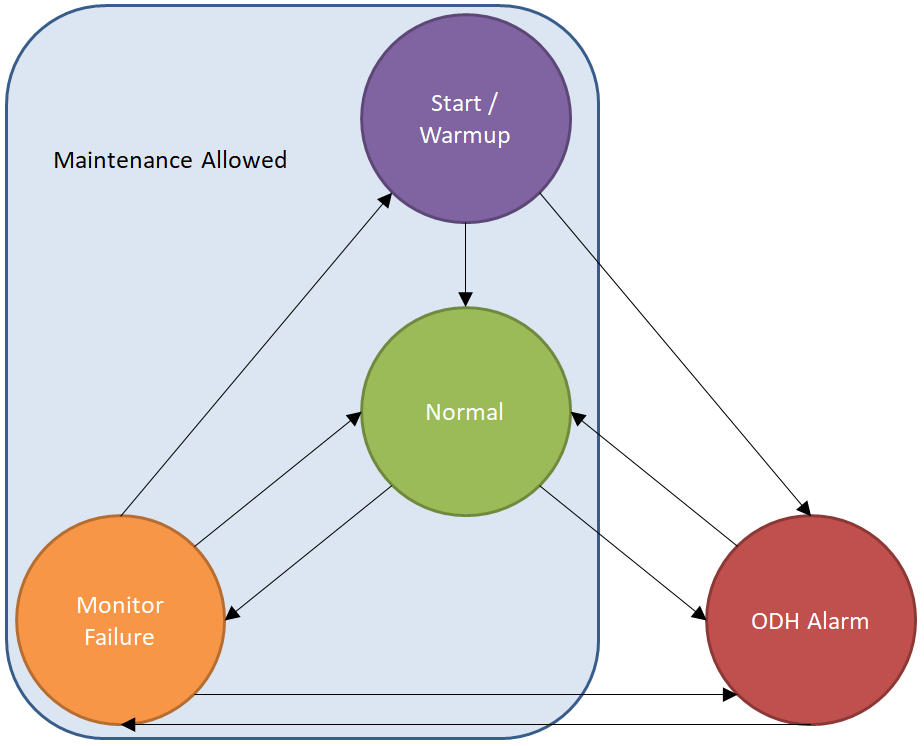 Start /
Warmup
Maintenance Allowed
Normal
Monitor
Failure
ODH Alarm